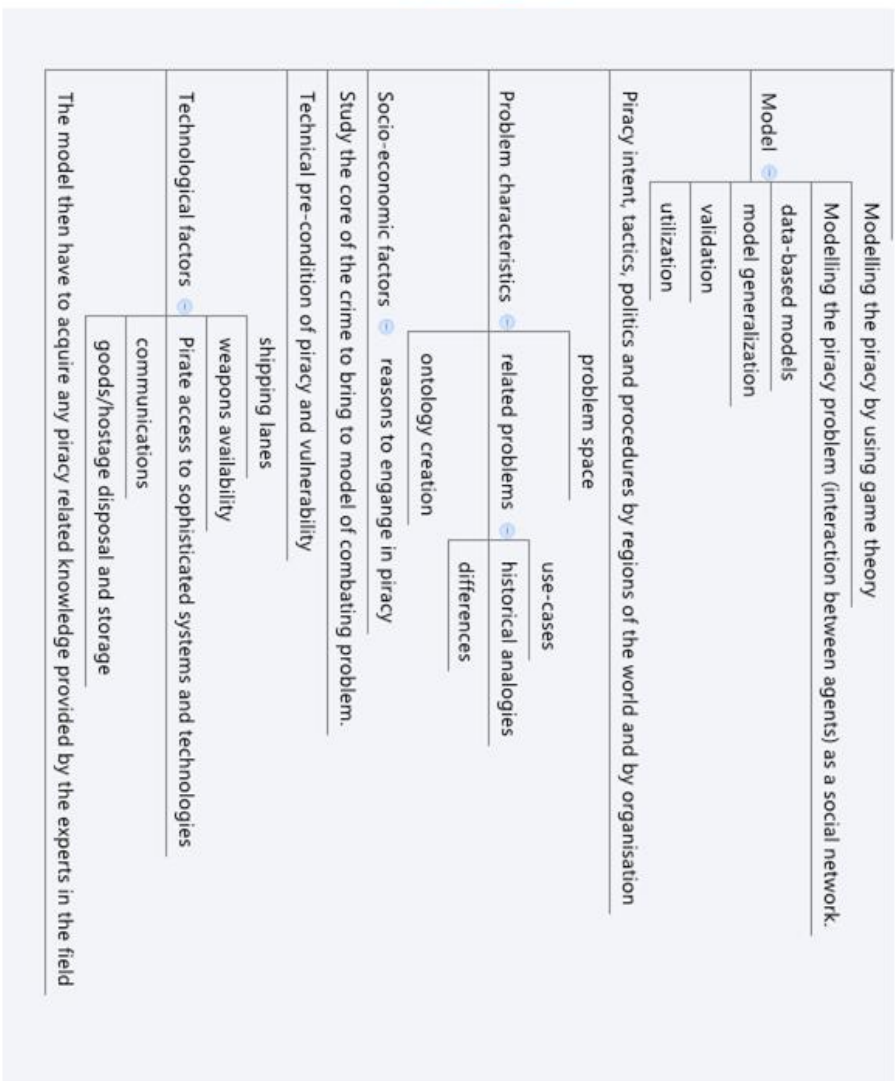 Modelling the piracy by using game theory
Modelling the piracy problem (interaction between agents) as a social network.
Model
data-based models
model generalization
validation
utilization
Piracy intent, tactics, politics and procedures by regions of the world and by organisation
problem space
Problem characteristics
related problems
use-cases
historical analogies
differences
ontology creation
Socio-economic factors
reasons to engange in piracy
Study the core of the crime to bring to model of combating problem.
Technical pre-condition of piracy and vulnerability
shipping lanes
weapons availability
Technological factors
Pirate access to sophisticated systems and technologies
communications
goods/hostage disposal and storage
The model then have to acquire any piracy related knowledge provided by the experts in the field